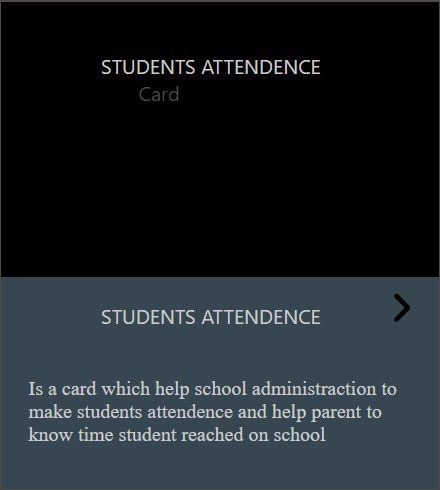 STUDENTS ATTENDENCE
Card
STUDENTS ATTENDENCE
Is a card which help school administraction to
make students attendence and help parent to
know time student reached on school